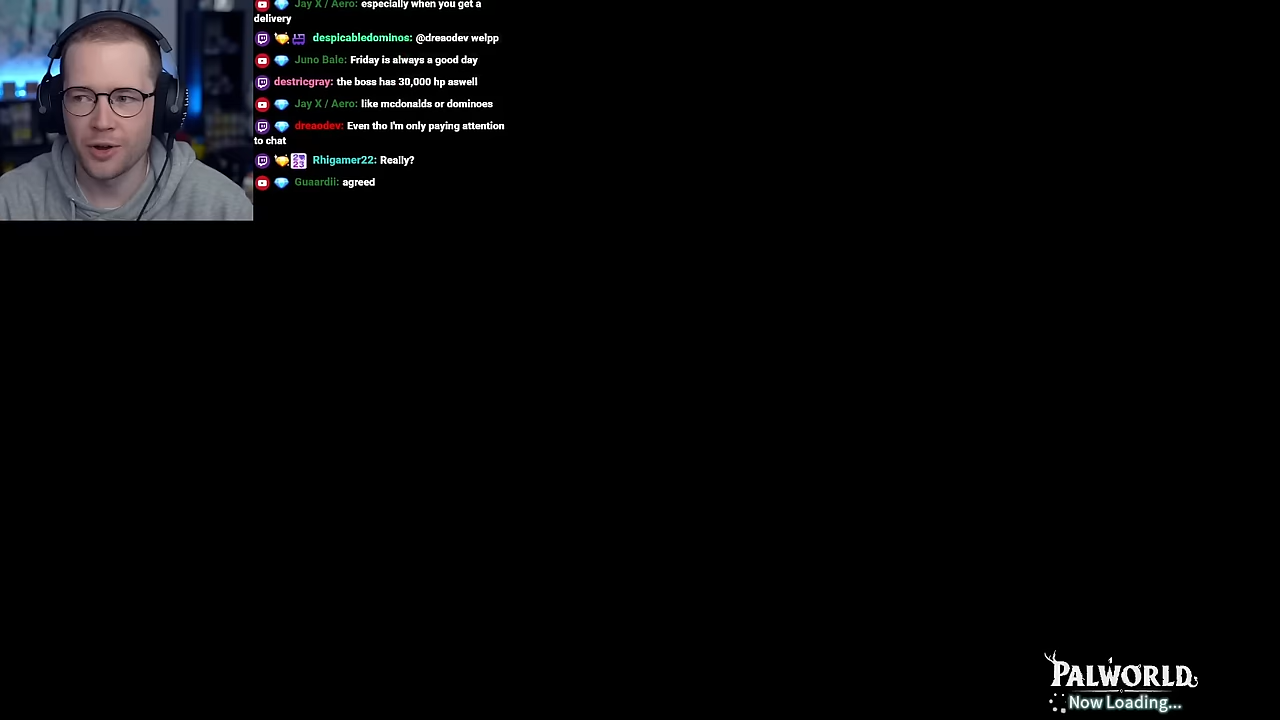 Jay X / Aero: especially when you get a
delivery
despicabledominos: @dreaodev welpp
Juno Bale: Friday is always a good day
destricgray: the boss has 30,000 hp aswell
Jay X / Aero: like mcdonalds or dominoes
dreaodev: Even tho I'm only paying attention
to chat
Rhigamer22: Really?
Guaardii: agreed
PALWORLD
Now Loading...